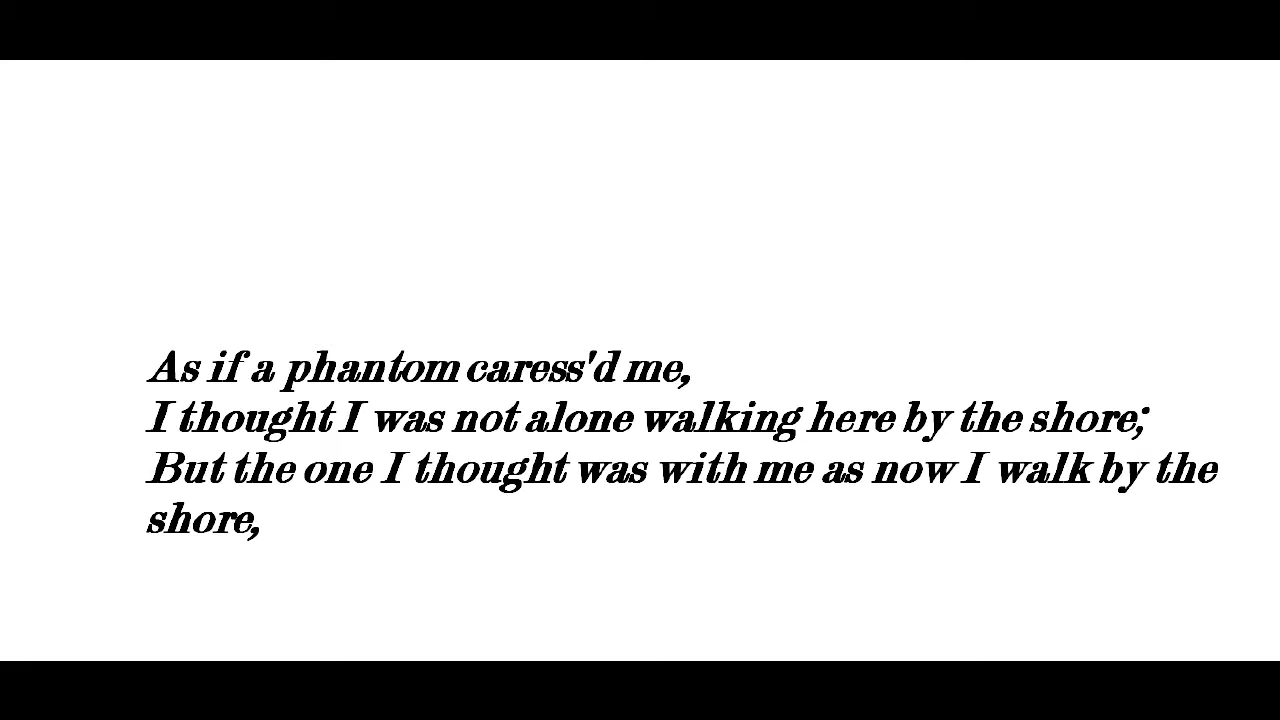 As if a phantom caress'd me,
I thought I was not alone walking here by the shore;
But the one I thought was with me as now I walk by the
shore,